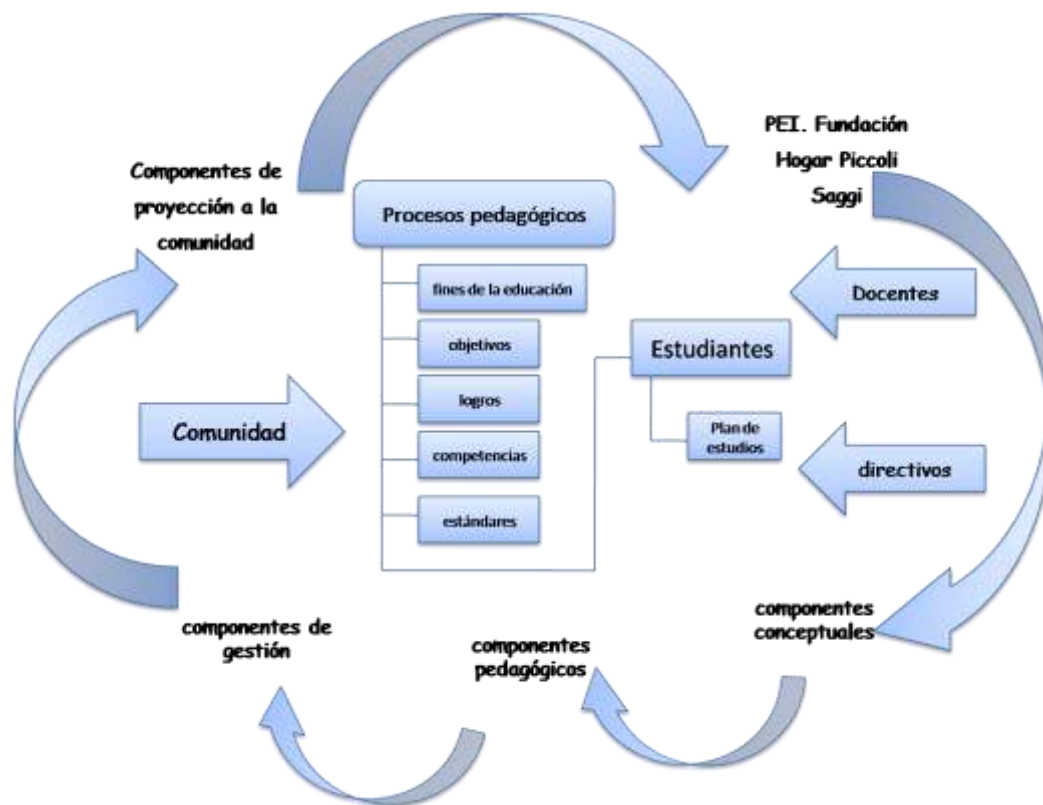 PEI. Fundación
Hogar Piccoli
Saggi
Componentes de
proyección a la
comunidad
Procesos pedagógicos
fines de la educación
objetivos
logros
competencias
estándares
Estudiantes
Plan de
estudios
Docentes
directivos
Comunidad
componentes
conceptuales
componentes
pedagógicos
componentes de
gestión